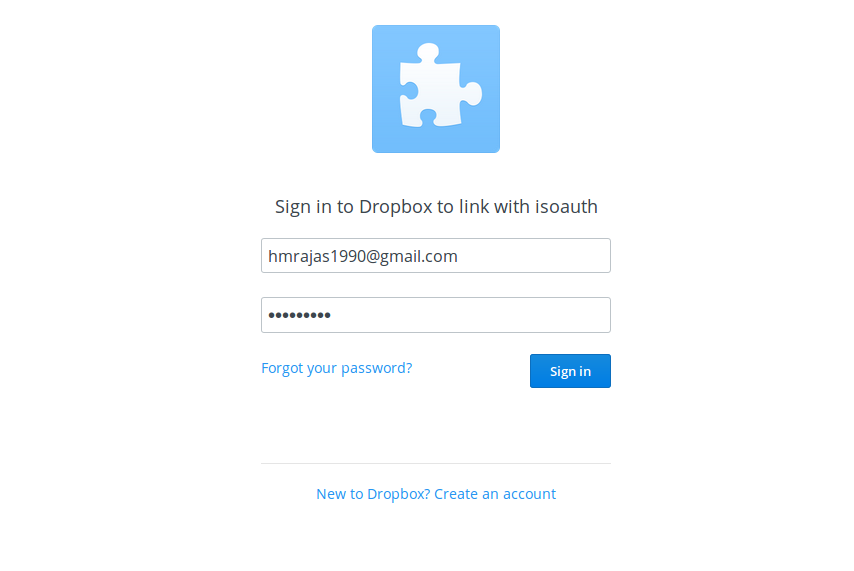 Sign in to Dropbox to link with isoauth
hmrajas1990@gmail.com
•••••••••
Forgot your password?
Sign in
New to Dropbox? Create an account